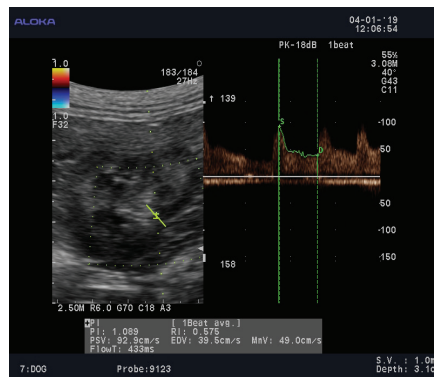 ALOKA
04-01-'19
12:06:54
PK-18dB 1beat
55%
3.08M
40°
G43
C11
1.0
183/184
27Hz
↑ 139
1.0
F32
S
D
-100
50
-50
-100
-150
158
2.50M R6.0 G70 C18 A3
PI [ 1Beat avg.]
PI: 1.089 RI: 0.575
PSV: 92.9cm/s EDV: 39.5cm/s MnV: 49.0cm/s
FlowT: 433ms
7:DOG
Probe:9123
S.V. : 1.0m
Depth: 3.1c